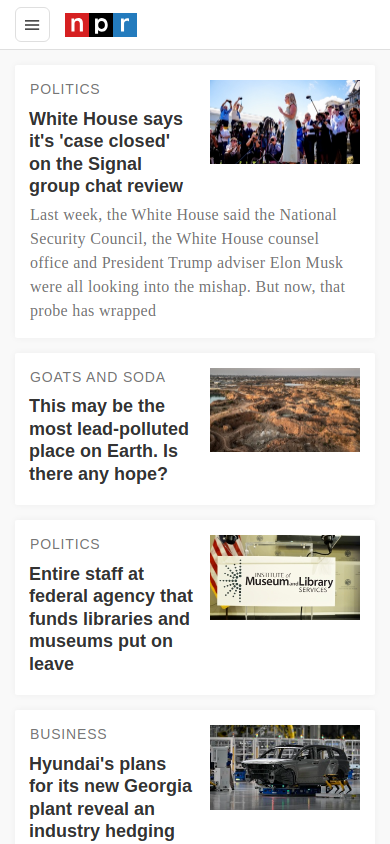 npr
POLITICS
White House says
it's 'case closed'
on the Signal
group chat review
Last week, the White House said the National
Security Council, the White House counsel
office and President Trump adviser Elon Musk
were all looking into the mishap. But now, that
probe has wrapped
GOATS AND SODA
This may be the
most lead-polluted
place on Earth. Is
there any hope?
POLITICS
Entire staff at
federal agency that
funds libraries and
museums put on
leave
INSTITUTE of
Museum and Library
SERVICES
BUSINESS
Hyundai's plans
for its new Georgia
plant reveal an
industry hedging